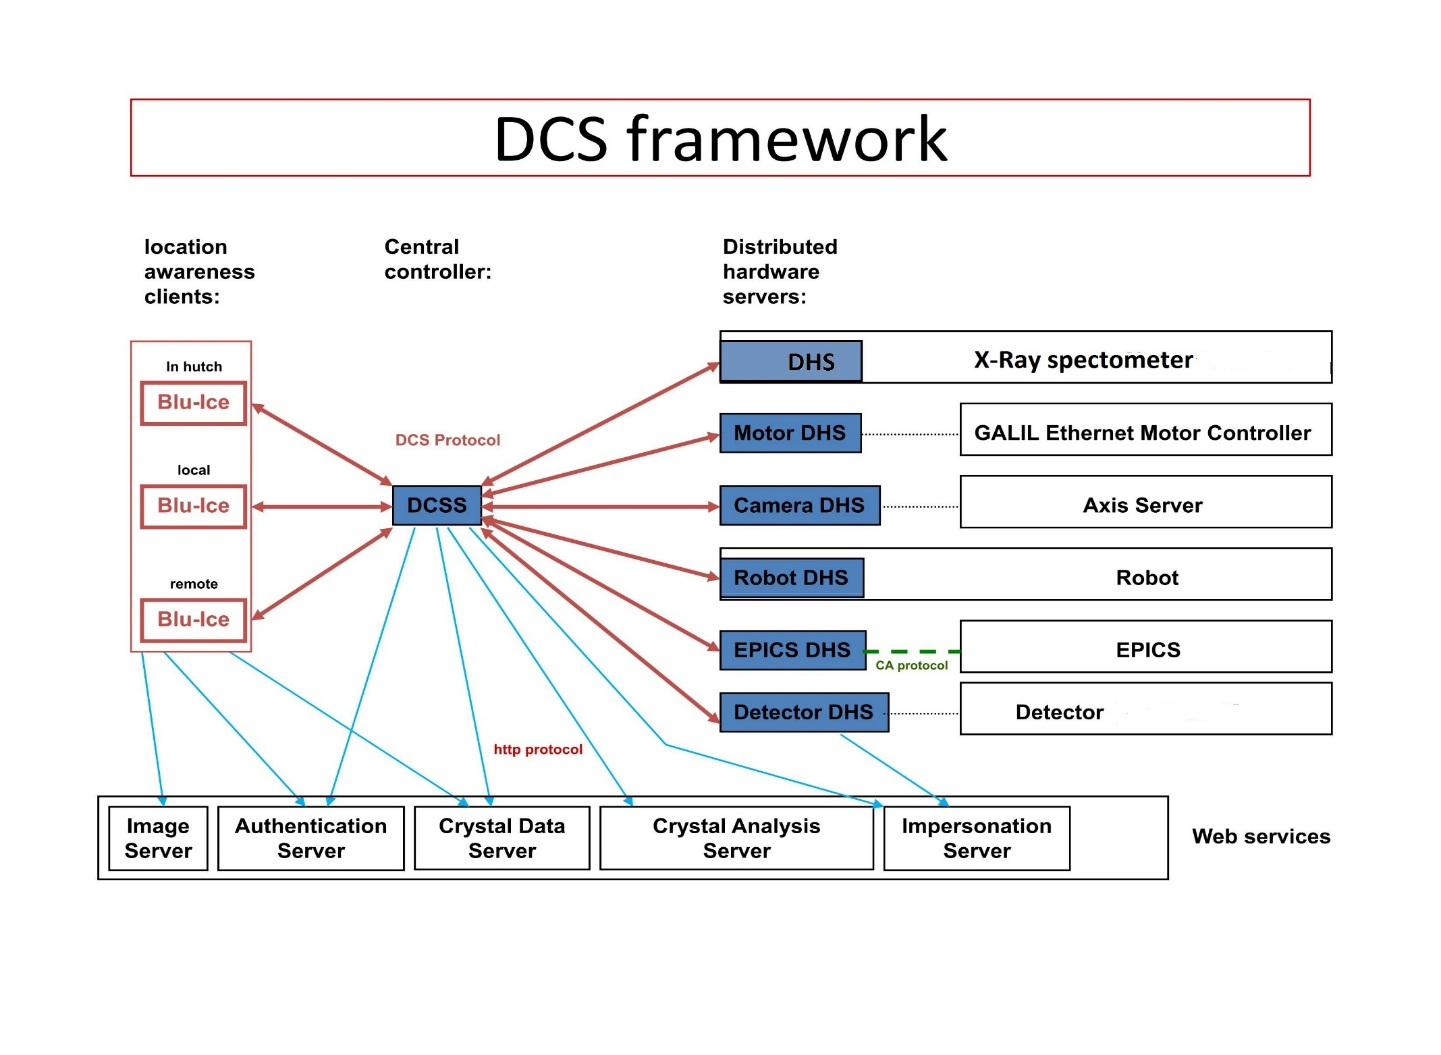 DCS framework
location
awareness
clients:
Central
controller:
Distributed
hardware
servers:
In hutch
Blu-Ice
local
Blu-Ice
remote
Blu-Ice
DCS Protocol
DCSS
DHS
X-Ray spectometer
Motor DHS
GALIL Ethernet Motor Controller
Camera DHS
Axis Server
Robot DHS
Robot
EPICS DHS
CA protocol
EPICS
Detector DHS
Detector
http protocol
Image
Server
Authentication
Server
Crystal Data
Server
Crystal Analysis
Server
Impersonation
Server
Web services